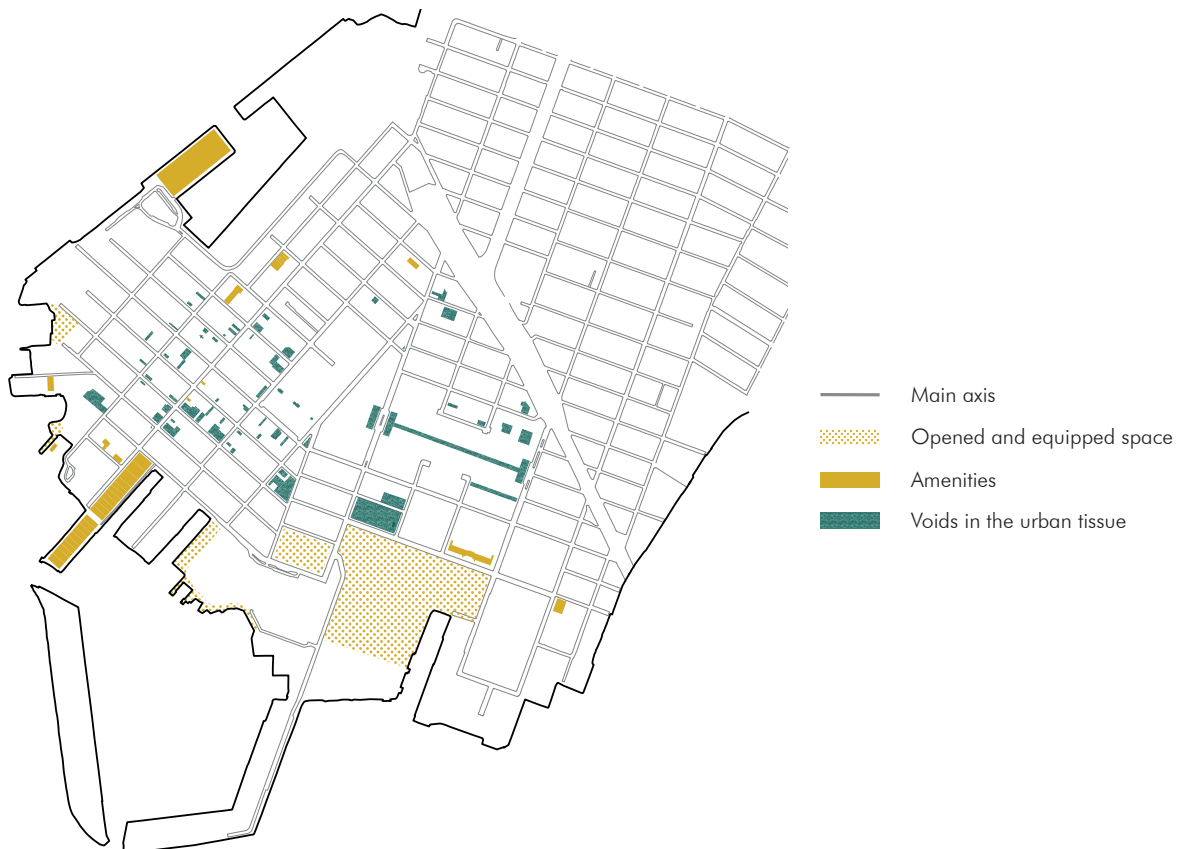 Main axis
Opened and equipped space
Amenities
Voids in the urban tissue